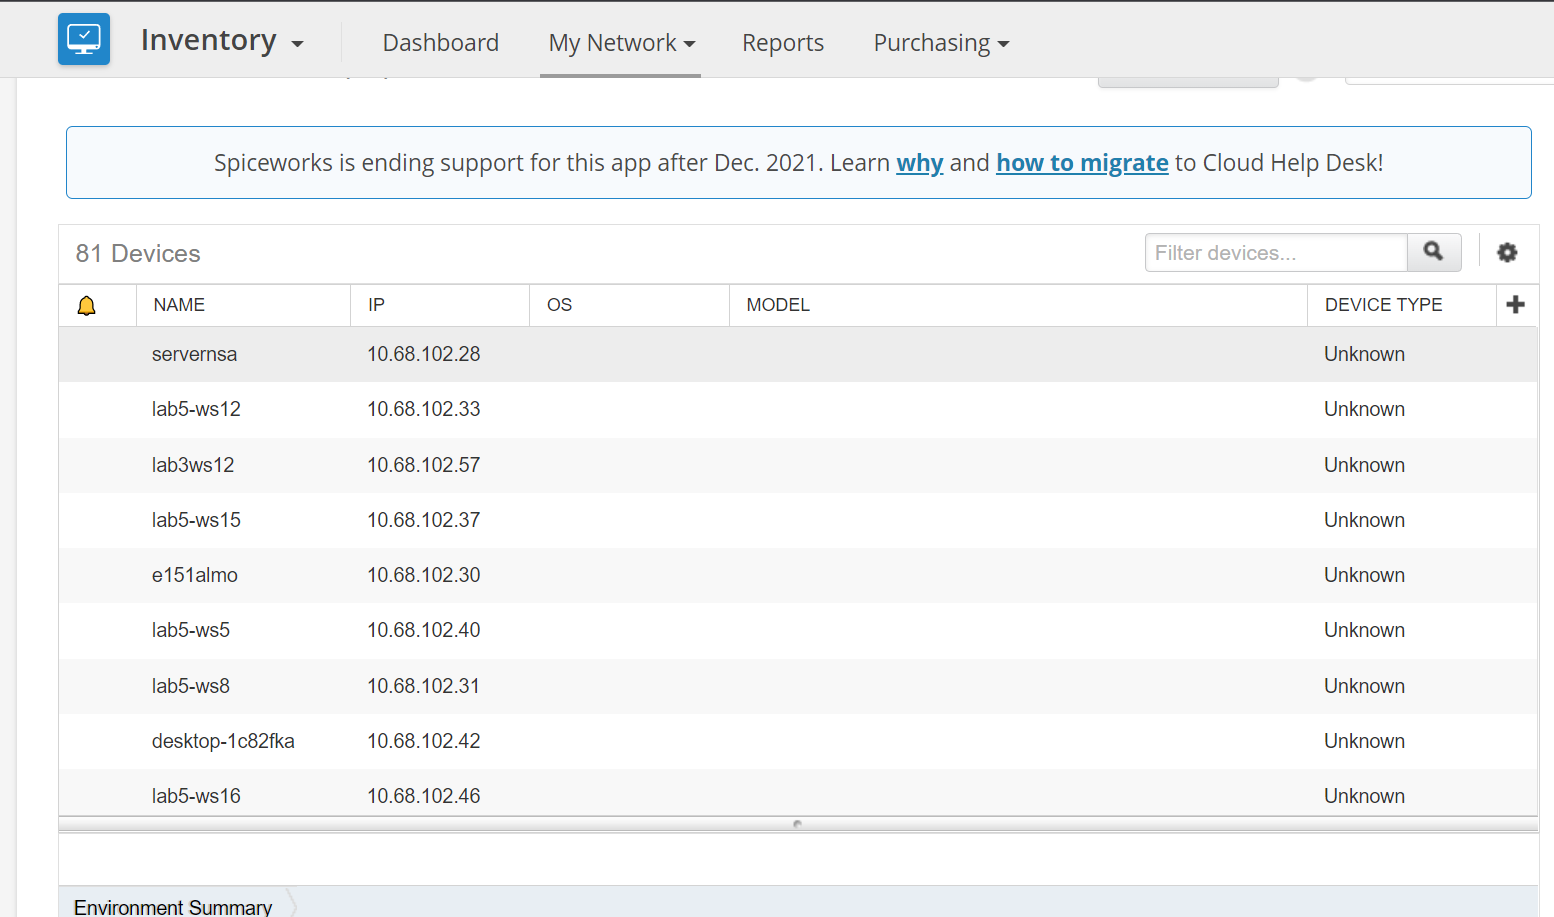 Inventory Dashboard My Network Reports Purchasing
Spiceworks is ending support for this app after Dec. 2021. Learn why and how to migrate to Cloud Help Desk!
81 Devices Filter devices...
NAME IP OS MODEL DEVICE TYPE
servernsa 10.68.102.28 Unknown
lab5-ws12 10.68.102.33 Unknown
lab3ws12 10.68.102.57 Unknown
lab5-ws15 10.68.102.37 Unknown
e151almo 10.68.102.30 Unknown
lab5-ws5 10.68.102.40 Unknown
lab5-ws8 10.68.102.31 Unknown
desktop-1c82fka 10.68.102.42 Unknown
lab5-ws16 10.68.102.46 Unknown
Environment Summary